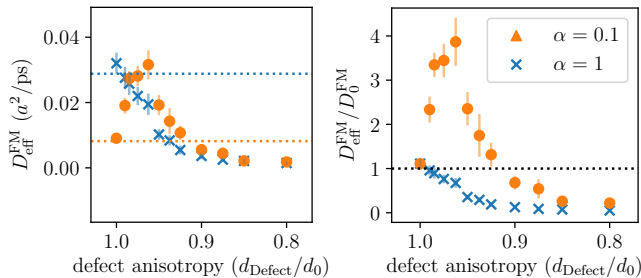 D_eff^FM (a²/ps)
0.04
0.02
0.00
1.0 0.9 0.8
defect anisotropy (d_Defect/d_0)
D_eff^FM/D_0^FM
4
3
2
1
0
1.0 0.9 0.8
defect anisotropy (d_Defect/d_0)
α = 0.1
α = 1